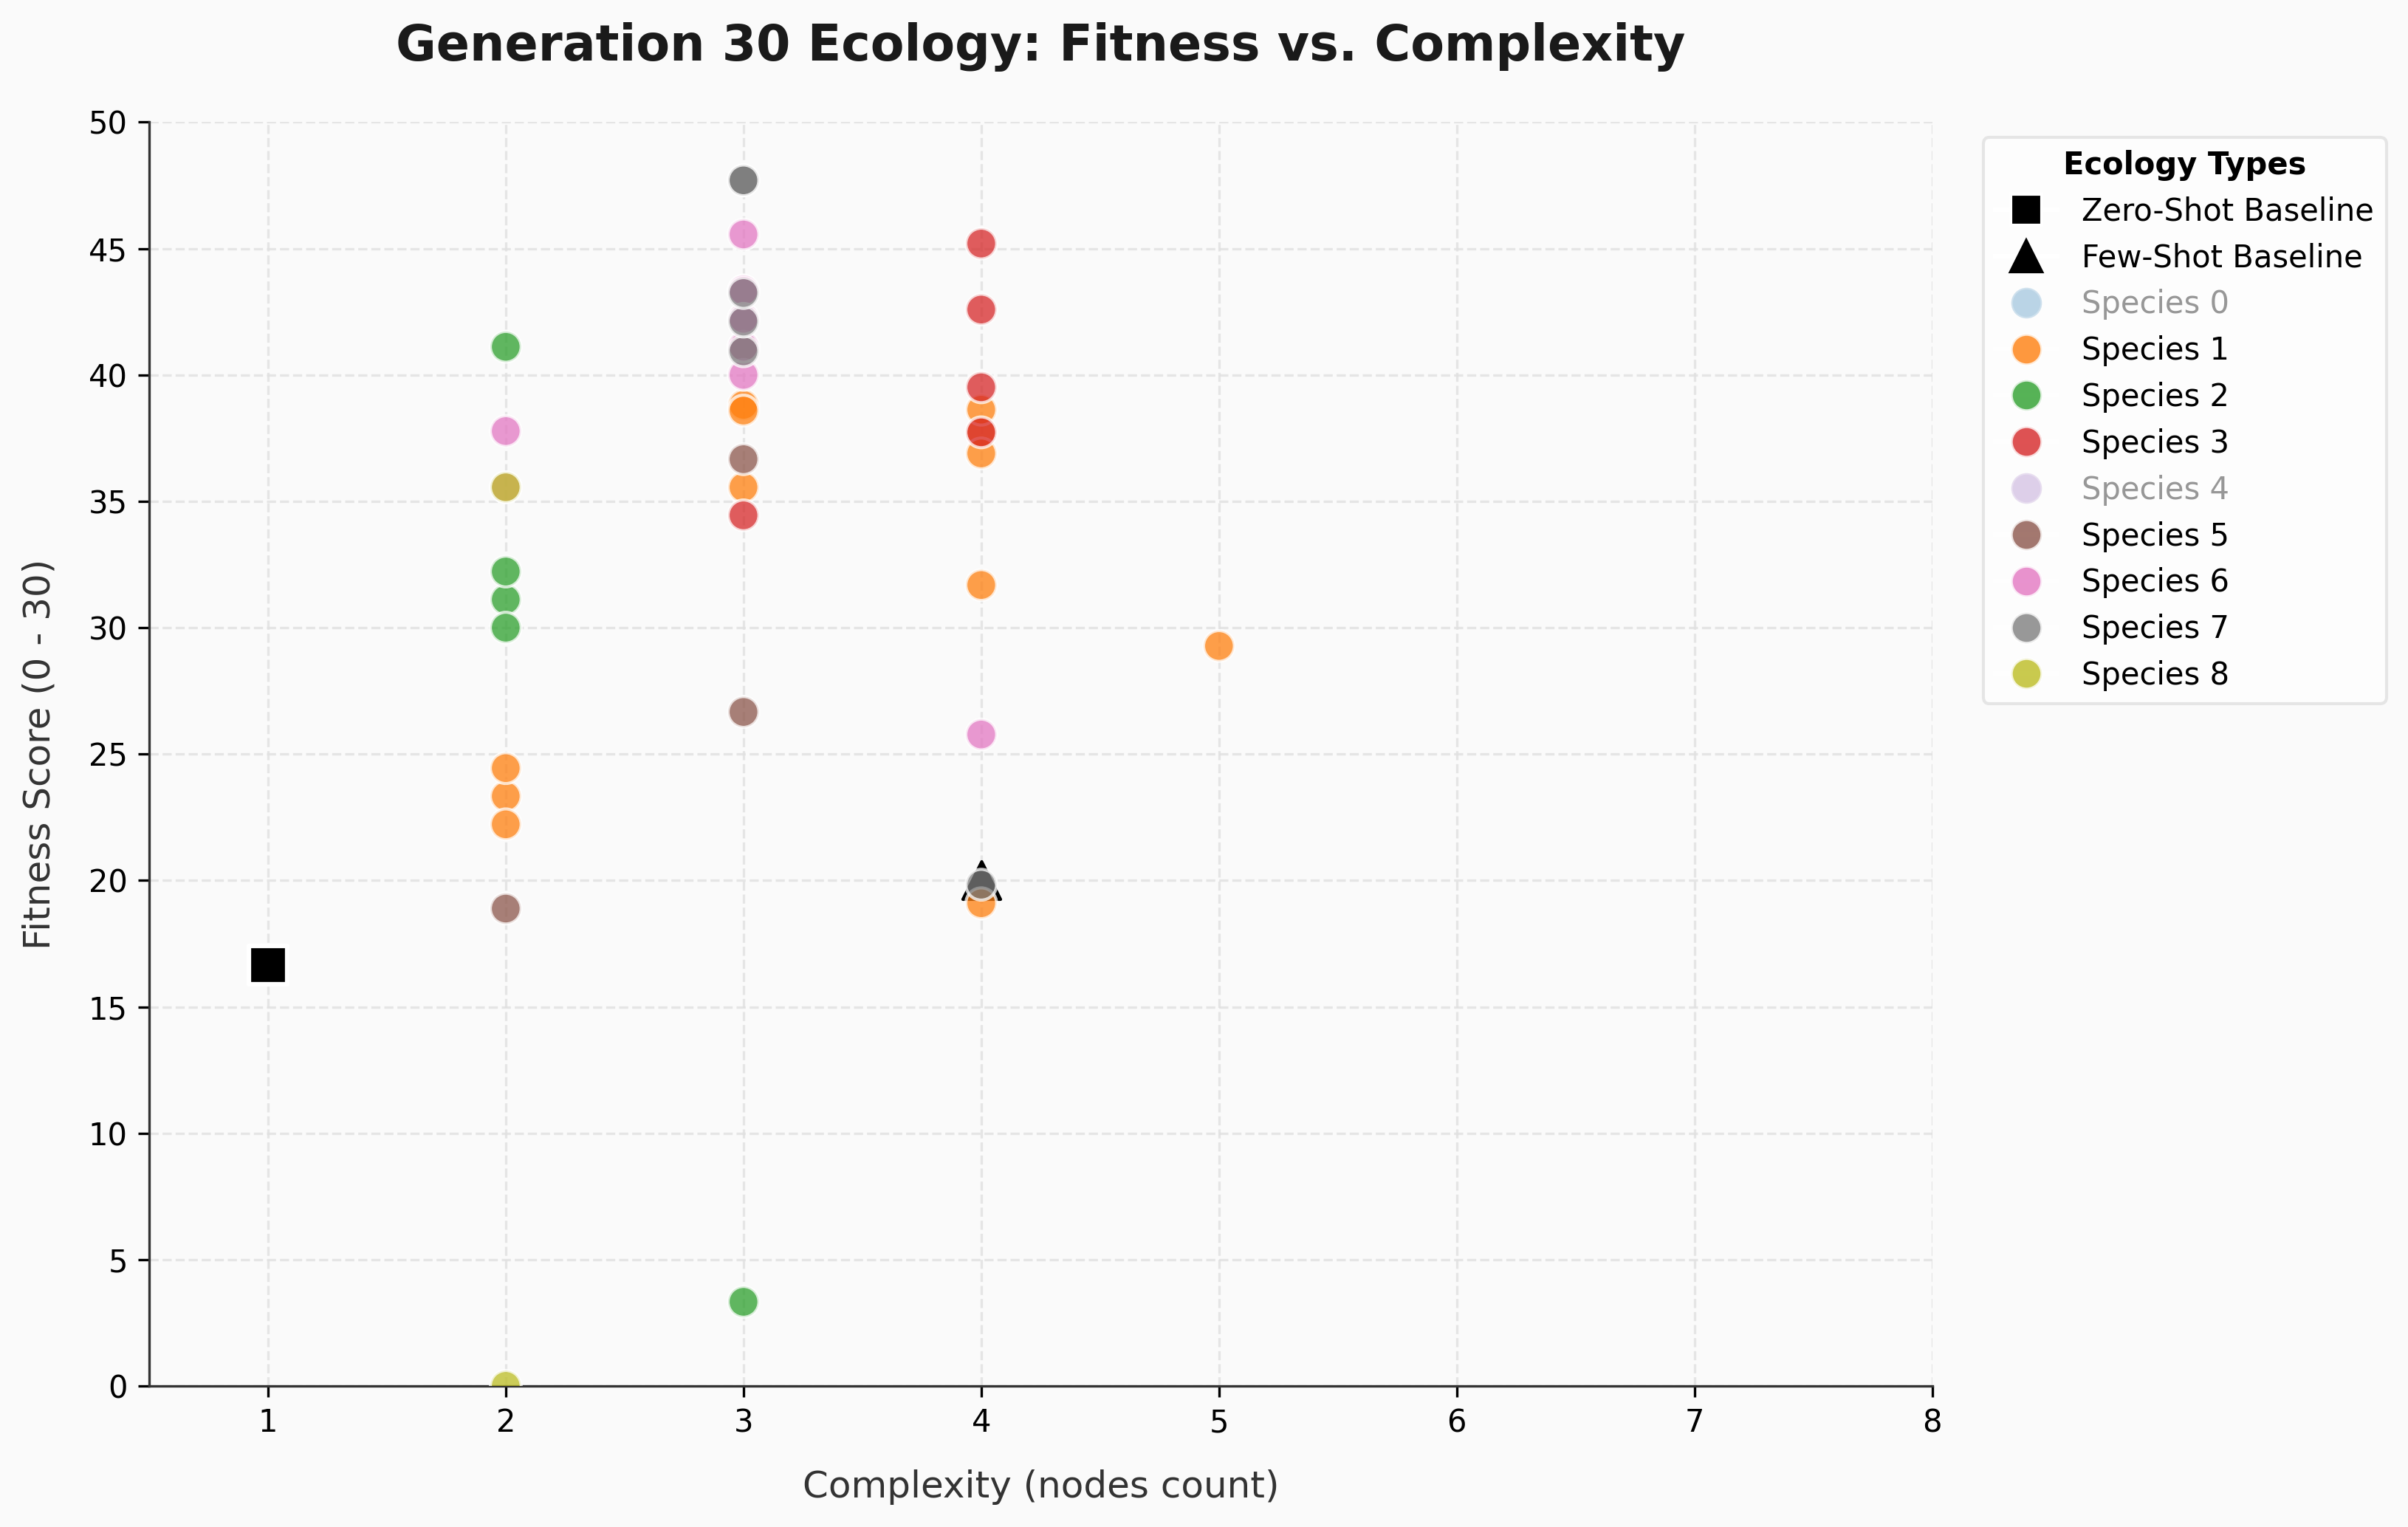 Generation 30 Ecology: Fitness vs. Complexity
50
45
40
35
30
25
20
15
10
5
0
Fitness Score (0 - 30)
1 2 3 4 5 6 7 8
Complexity (nodes count)
Ecology Types
Zero-Shot Baseline
Few-Shot Baseline
Species 0
Species 1
Species 2
Species 3
Species 4
Species 5
Species 6
Species 7
Species 8